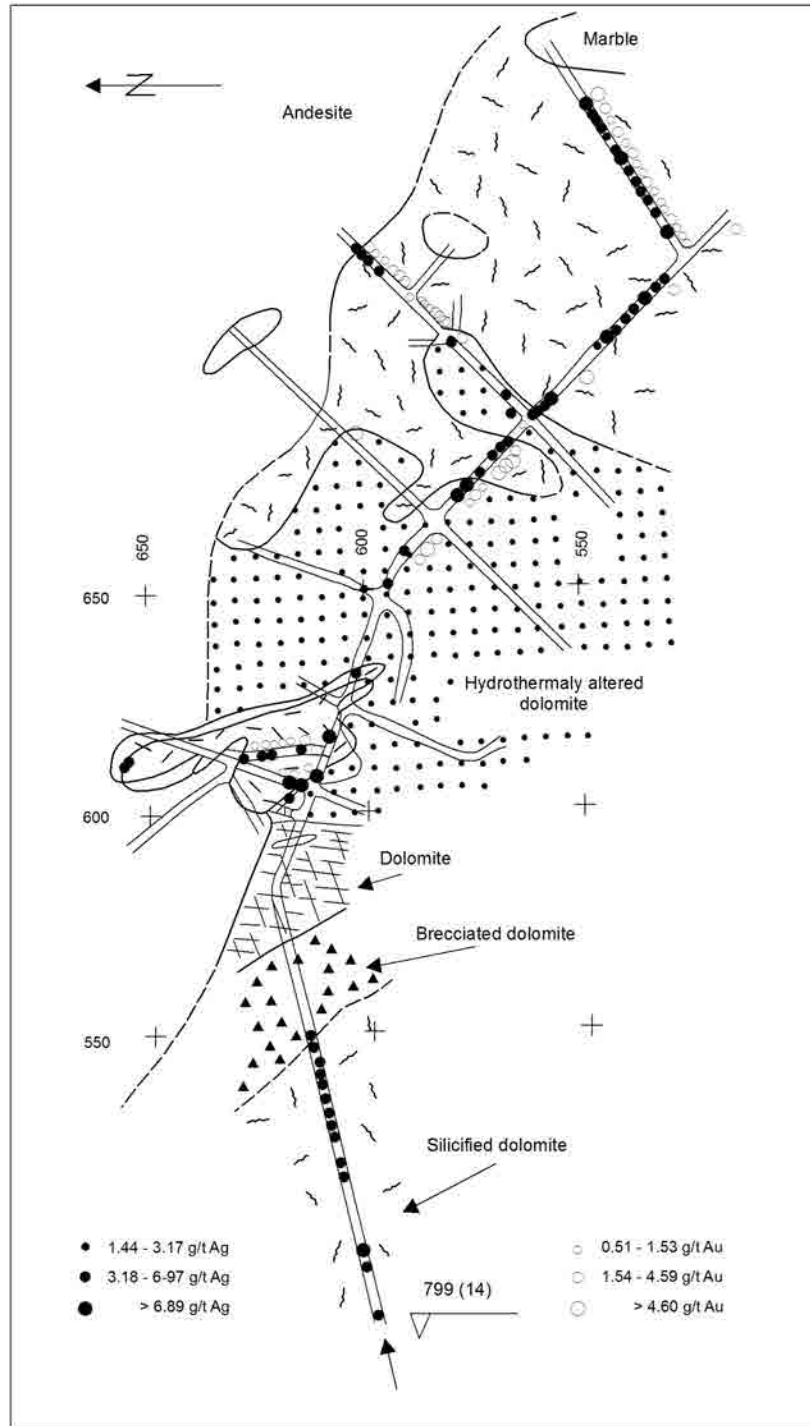 Marble
N
Andesite
650
600
550
650
Hydrothermaly altered
dolomite
600
Dolomite
Brecciated dolomite
550
Silicified dolomite
1.44 - 3.17 g/t Ag
3.18 - 6-97 g/t Ag
> 6.89 g/t Ag
799 (14)
0.51 - 1.53 g/t Au
1.54 - 4.59 g/t Au
> 4.60 g/t Au